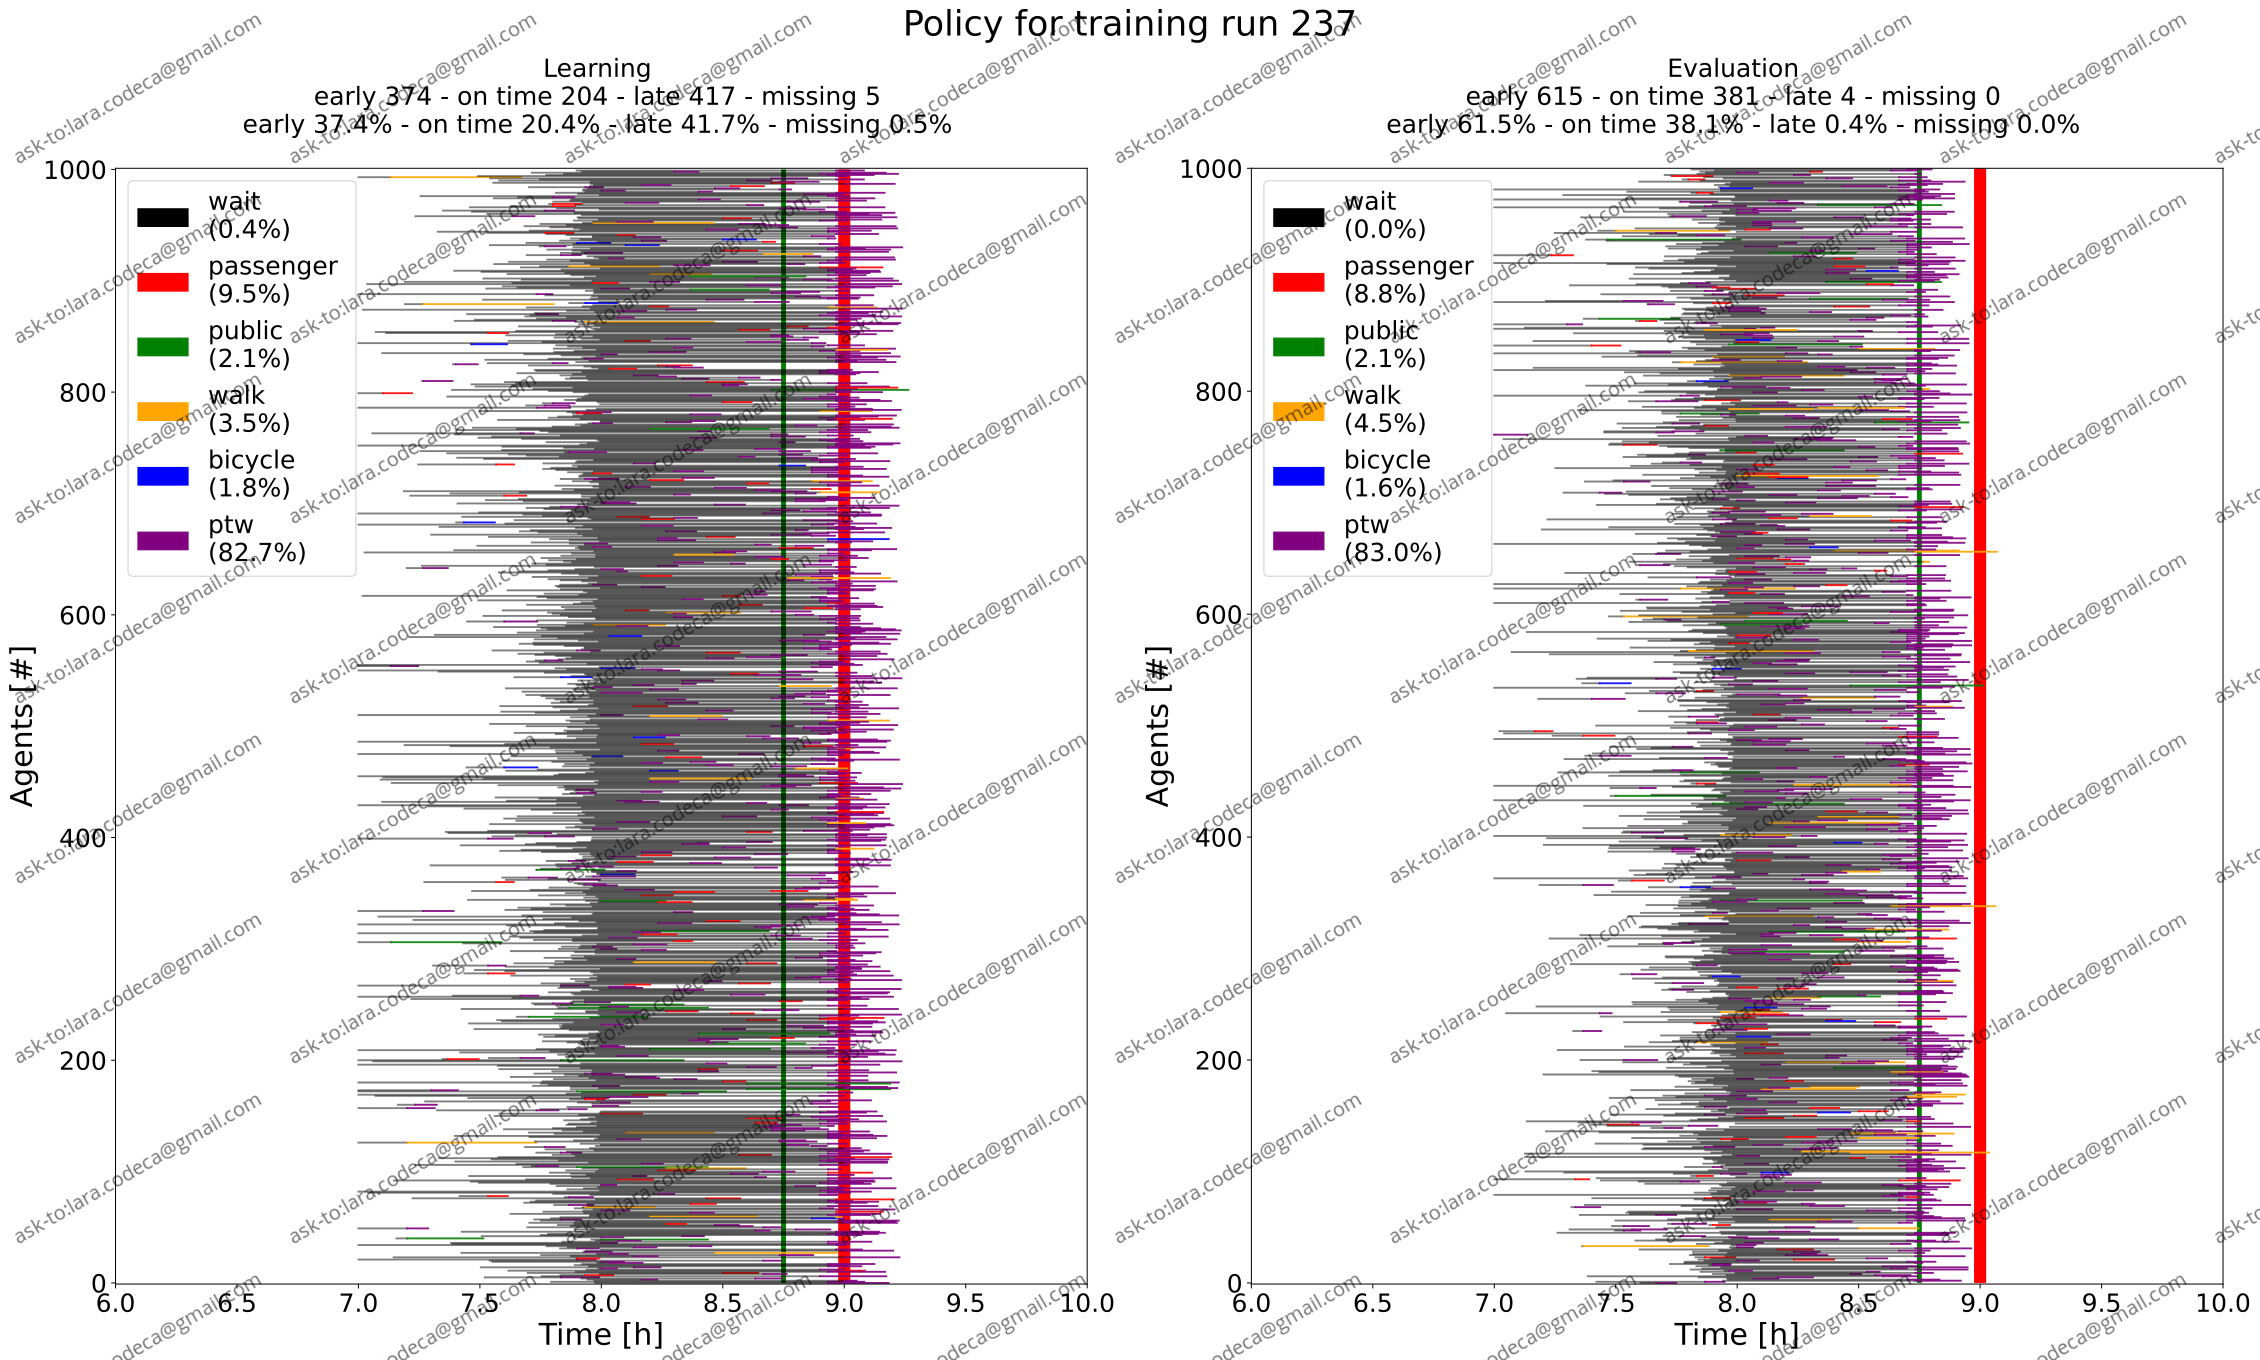 Policy for training run 237
Learning
early 374 - on time 204 - late 417 - missing 5
early 37.4% - on time 20.4% - late 41.7% - missing 0.5%
1000
800
600
400
200
0
Agents [#]
wait
(0.4%)
passenger
(9.5%)
public
(2.1%)
walk
(3.5%)
bicycle
(1.8%)
ptw
(82.7%)
6.0 6.5 7.0 7.5 8.0 8.5 9.0 9.5 10.0
Time [h]
Evaluation
early 615 - on time 381 - late 4 - missing 0
early 61.5% - on time 38.1% - late 0.4% - missing 0.0%
1000
800
600
400
200
0
Agents [#]
wait
(0.0%)
passenger
(8.8%)
public
(2.1%)
walk
(4.5%)
bicycle
(1.6%)
ptw
(83.0%)
6.0 6.5 7.0 7.5 8.0 8.5 9.0 9.5 10.0
Time [h]
ask-to:lara.codeca@gmail.com